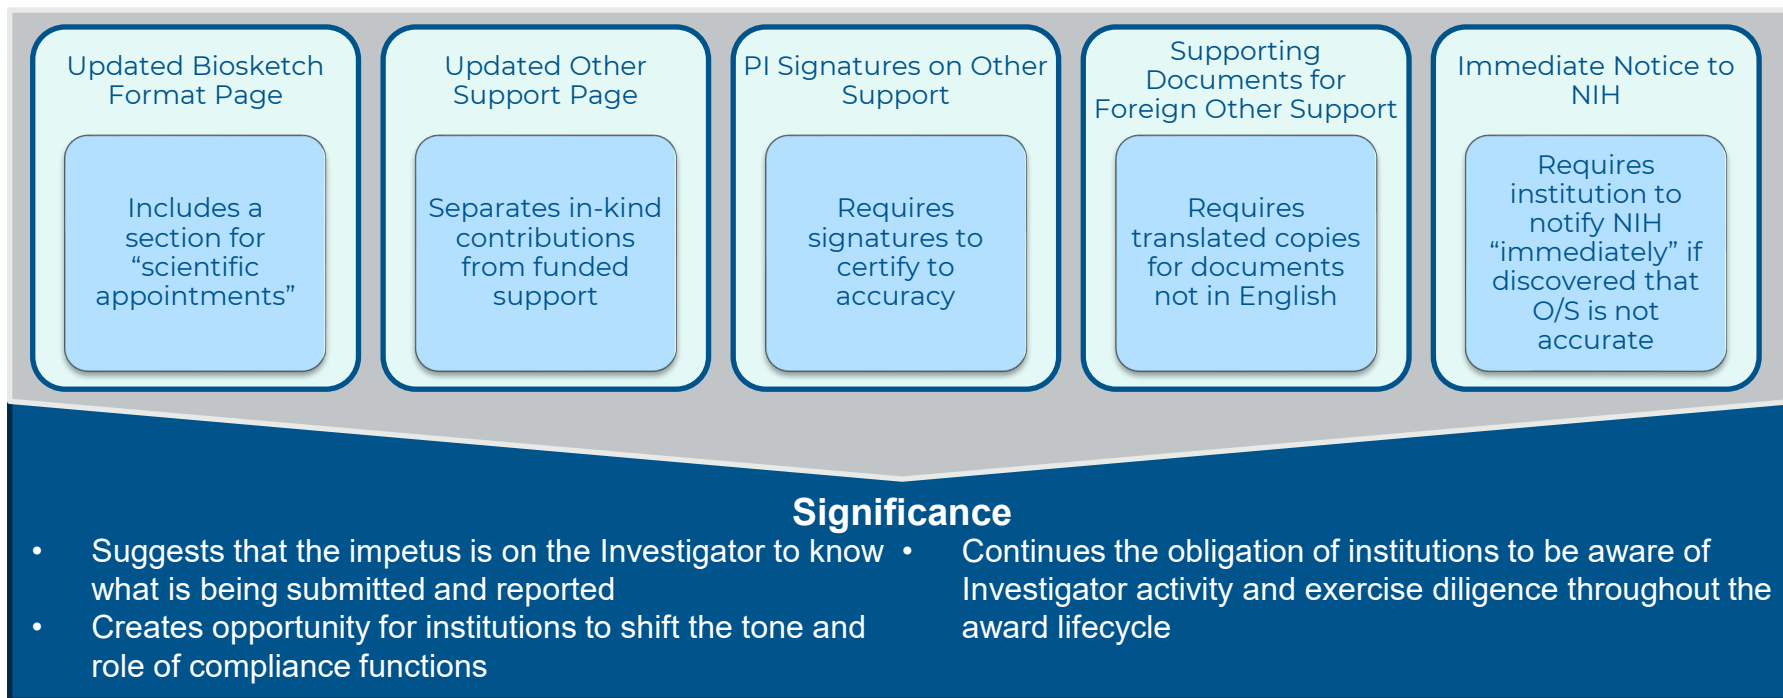 Updated Biosketch
Format Page
Includes a
section for
“scientific
appointments”
Updated Other
Support Page
Separates in-kind
contributions
from funded
support
PI Signatures on Other
Support
Requires
signatures to
certify to
accuracy
Supporting
Documents for
Foreign Other Support
Requires
translated copies
for documents
not in English
Immediate Notice to
NIH
Requires
institution to
notify NIH
“immediately” if
discovered that
O/S is not
accurate
Significance
• Suggests that the impetus is on the Investigator to know
what is being submitted and reported
• Creates opportunity for institutions to shift the tone and
role of compliance functions
• Continues the obligation of institutions to be aware of
Investigator activity and exercise diligence throughout the
award lifecycle